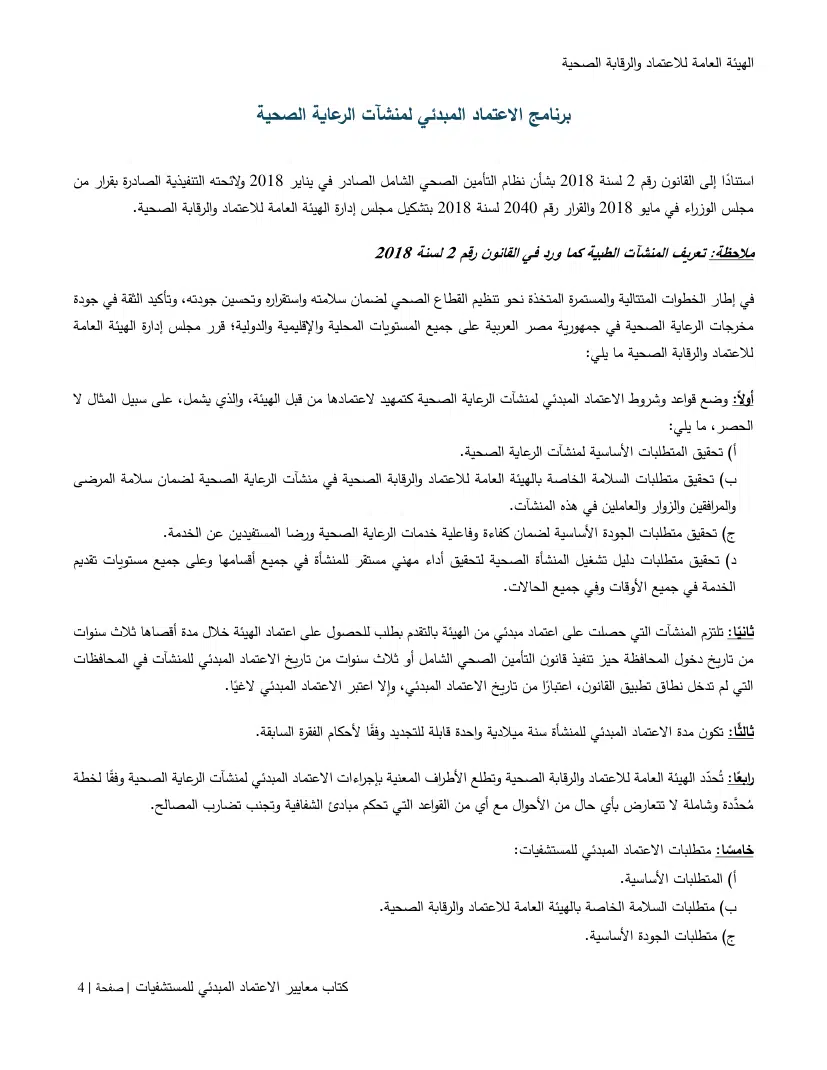 الهيئة العامة للاعتماد والرقابة الصحية
برنامج الاعتماد المبدئي لمنشآت الرعاية الصحية
استنادًا إلى القانون رقم 2 لسنة 2018 بشأن نظام التأمين الصحي الشامل الصادر في يناير 2018 ولائحته التنفيذية الصادرة بقرار من
مجلس الوزراء في مايو 2018 والقرار رقم 2040 لسنة 2018 بتشكيل مجلس إدارة الهيئة العامة للاعتماد والرقابة الصحية.
ملاحظة: تعريف المنشآت الطبية كما ورد في القانون رقم 2 لسنة 2018
في إطار الخطوات المتتالية والمستمرة المتخذة نحو تنظيم القطاع الصحي لضمان سلامته واستقراره وتحسين جودته، وتأكيد الثقة في جودة
مخرجات الرعاية الصحية في جمهورية مصر العربية على جميع المستويات المحلية والإقليمية والدولية؛ قرر مجلس إدارة الهيئة العامة
للاعتماد والرقابة الصحية ما يلي:
أولاً: وضع قواعد وشروط الاعتماد المبدئي لمنشآت الرعاية الصحية كتمهيد لاعتمادها من قبل الهيئة، والذي يشمل، على سبيل المثال لا
الحصر، ما يلي:
أ) تحقيق المتطلبات الأساسية لمنشآت الرعاية الصحية.
ب) تحقيق متطلبات السلامة الخاصة بالهيئة العامة للاعتماد والرقابة الصحية في منشآت الرعاية الصحية لضمان سلامة المرضى
والمرافقين والزوار والعاملين في هذه المنشآت.
ج) تحقيق متطلبات الجودة الأساسية لضمان كفاءة وفاعلية خدمات الرعاية الصحية ورضا المستفيدين عن الخدمة.
د) تحقيق متطلبات دليل تشغيل المنشأة الصحية لتحقيق أداء مهني مستقر للمنشأة في جميع أقسامها وعلى جميع مستويات تقديم
الخدمة في جميع الأوقات وفي جميع الحالات.
ثانيًا: تلتزم المنشآت التي حصلت على اعتماد مبدئي من الهيئة بالتقدم بطلب للحصول على اعتماد الهيئة خلال مدة أقصاها ثلاث سنوات
من تاريخ دخول المحافظة حيز تنفيذ قانون التأمين الصحي الشامل أو ثلاث سنوات من تاريخ الاعتماد المبدئي للمنشآت في المحافظات
التي لم تدخل نطاق تطبيق القانون، اعتبارًا من تاريخ الاعتماد المبدئي، وإلا اعتبر الاعتماد المبدئي لاغيًا.
ثالثًا: تكون مدة الاعتماد المبدئي للمنشأة سنة ميلادية واحدة قابلة للتجديد وفقًا لأحكام الفقرة السابقة.
رابعًا: تُحدّد الهيئة العامة للاعتماد والرقابة الصحية وتطلع الأطراف المعنية بإجراءات الاعتماد المبدئي لمنشآت الرعاية الصحية وفقًا لخطة
مُحدَّدة وشاملة لا تتعارض بأي حال من الأحوال مع أي من القواعد التي تحكم مبادئ الشفافية وتجنب تضارب المصالح.
خامسًا: متطلبات الاعتماد المبدئي للمستشفيات:
أ) المتطلبات الأساسية.
ب) متطلبات السلامة الخاصة بالهيئة العامة للاعتماد والرقابة الصحية.
ج) متطلبات الجودة الأساسية.
كتاب معايير الاعتماد المبدئي للمستشفيات | صفحة | 4